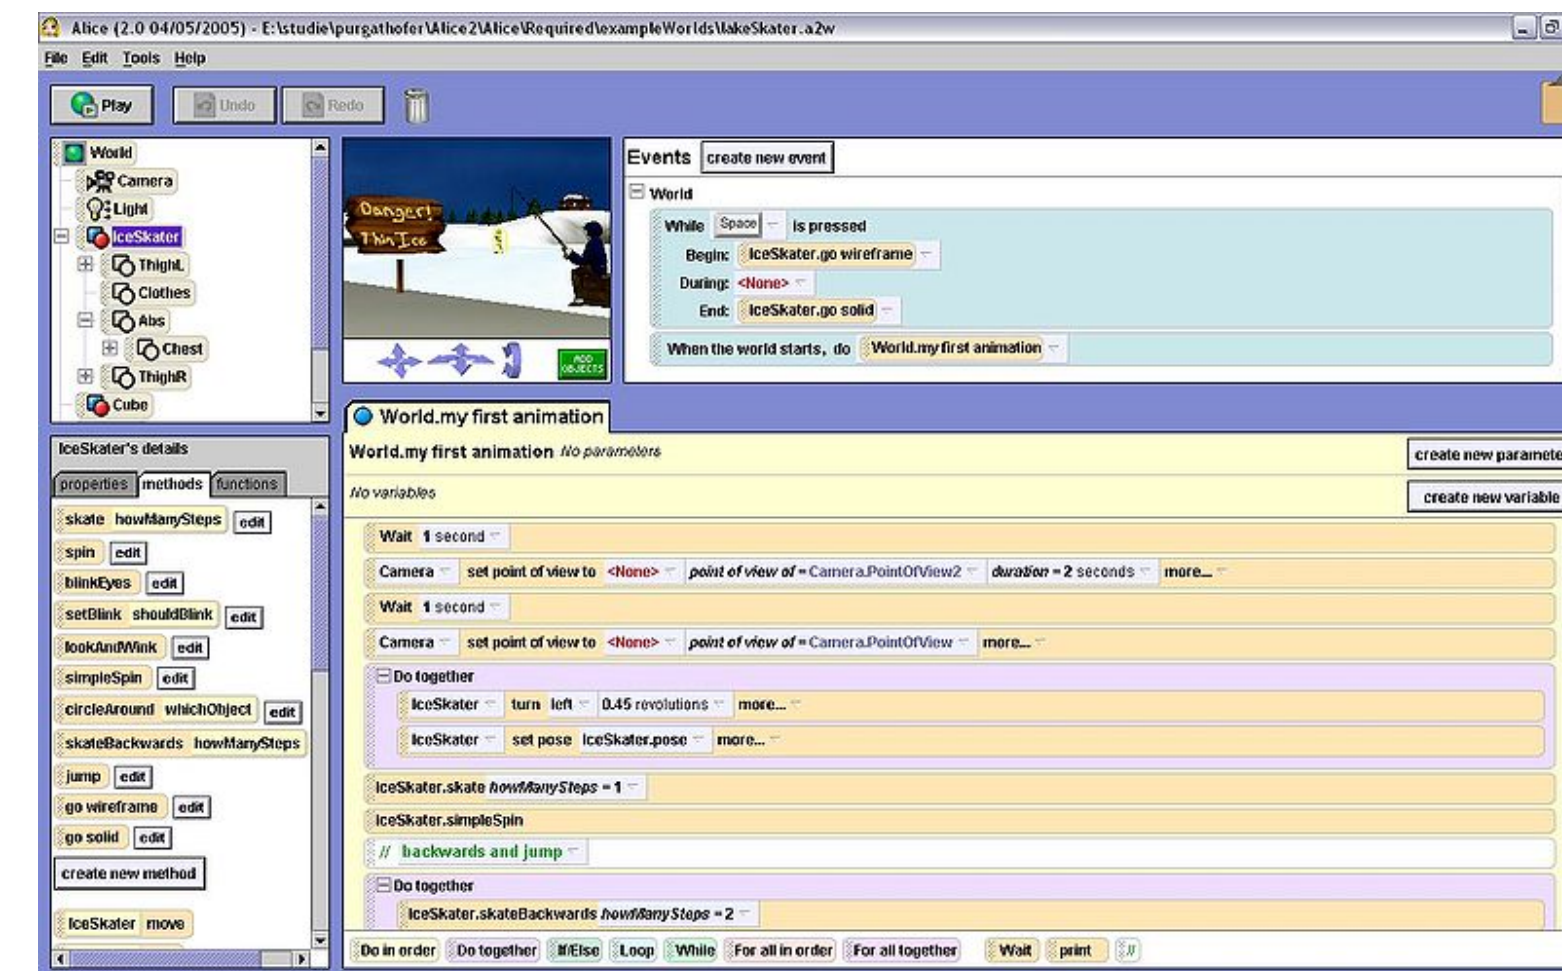 Alice (2.0 04/05/2005) - E:\studie\purgathofer\Alice2\Alice\Required\exampleWorlds\lakeSkater.a2w
File Edit Tools Help
Play Undo Redo
World
Camera
Light
IceSkater
ThighL
Clothes
Abs
Chest
ThighR
Cube
Danger!
Thin Ice
ADD
OBJECTS
Events create new event
World
While Space is pressed
Begin: IceSkater.go wireframe
During: <None>
End: IceSkater.go solid
When the world starts, do World.my first animation
IceSkater's details
properties methods functions
skate howManySteps edit
spin edit
blinkEyes edit
setBlink shouldBlink edit
lookAndWink edit
simpleSpin edit
circleAround whichObject edit
skateBackwards howManySteps
jump edit
go wireframe edit
go solid edit
create new method
IceSkater move
World.my first animation
World.my first animation No parameters
create new paramete
No variables
create new variable
Wait 1 second
Camera set point of view to <None> point of view of = Camera.PointOfView2 duration = 2 seconds more...
Wait 1 second
Camera set point of view to <None> point of view of = Camera.PointOfView more...
Do together
IceSkater turn left 0.45 revolutions more...
IceSkater set pose IceSkater.pose more...
IceSkater.skate howManySteps = 1
IceSkater.simpleSpin
// backwards and jump
Do together
IceSkater.skateBackwards howManySteps = 2
Do in order Do together If/Else Loop While For all in order For all together Wait print //